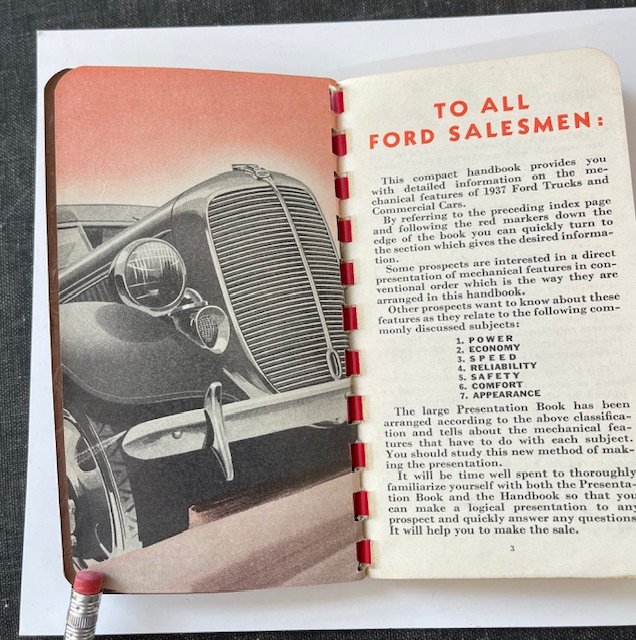 TO ALL
FORD SALESMEN:
This compact handbook provides you
with detailed information on the me-
chanical features of 1937 Ford Trucks and
Commercial Cars.
By referring to the preceding index page
and following the red markers down the
edge of the book you can quickly turn to
the section which gives the desired informa-
tion.
Some prospects are interested in a direct
presentation of mechanical features in con-
ventional order which is the way they are
arranged in this handbook.
Other prospects want to know about these
features as they relate to the following com-
monly discussed subjects:
1. POWER
2. ECONOMY
3. SPEED
4. RELIABILITY
5. SAFETY
6. COMFORT
7. APPEARANCE
The large Presentation Book has been
arranged according to the above classifica-
tion and tells about the mechanical fea-
tures that have to do with each subject.
You should study this new method of mak-
ing the presentation.
It will be time well spent to thoroughly
familiarize yourself with both the Presenta-
tion Book and the Handbook so that you
can make a logical presentation to any
prospect and quickly answer any questions
It will help you to make the sale.
3